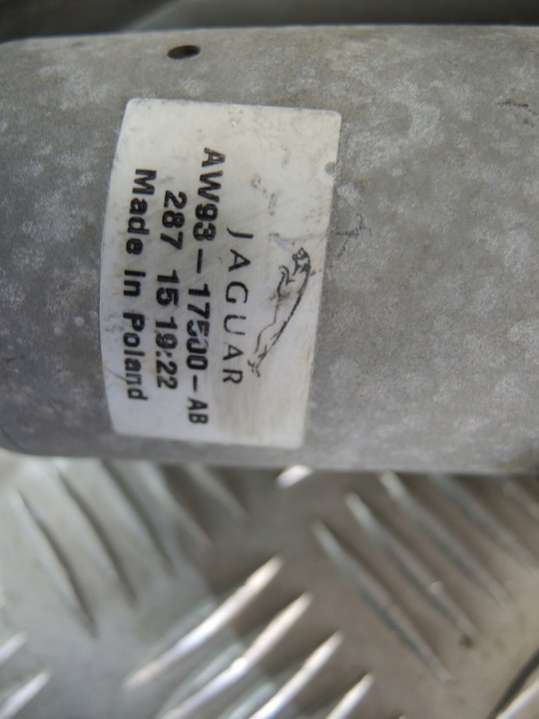 JAGUAR
AW93-17500-AB
287 15 19:22
Made in Poland